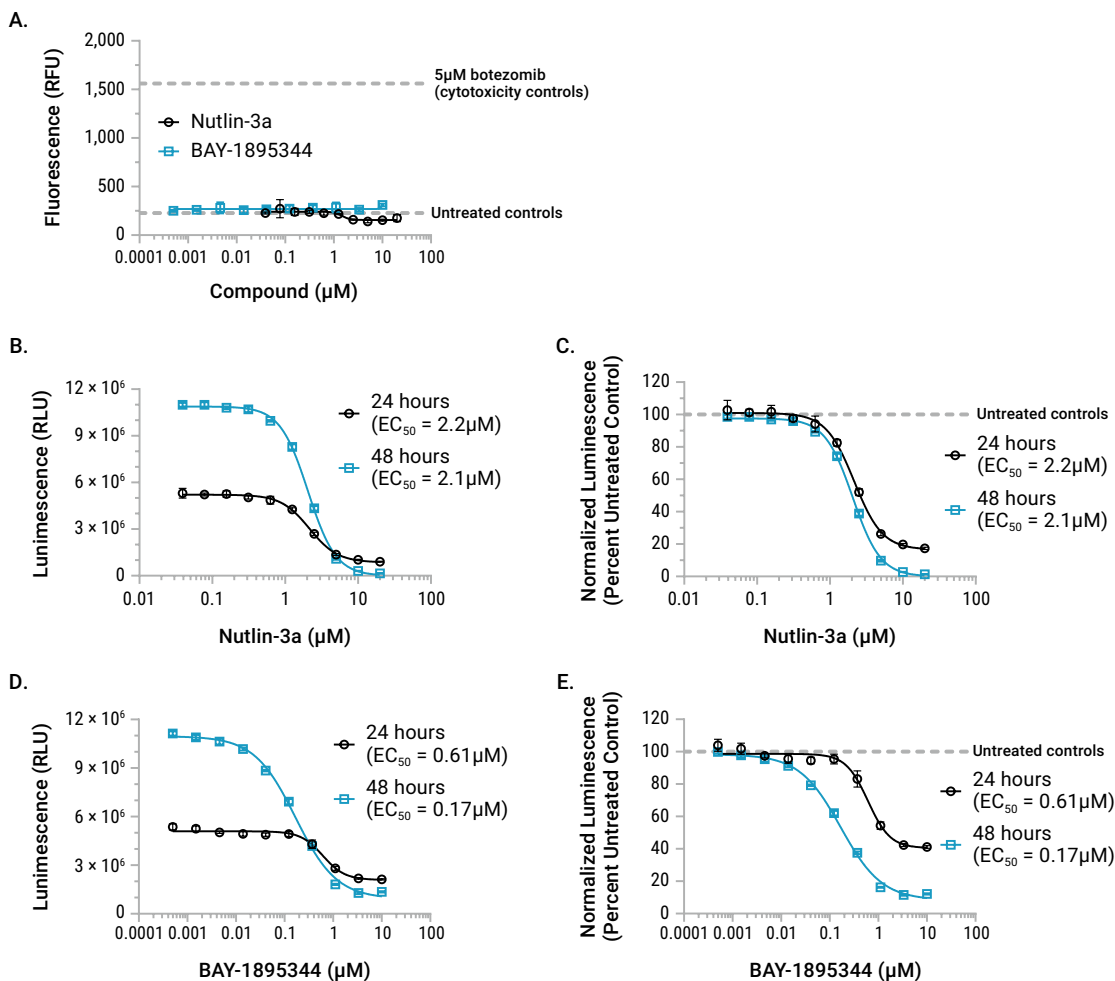 A.
Fluorescence (RFU)
2,000
1,500
1,000
500
0
5µM botezomib
(cytotoxicity controls)
Nutlin-3a
BAY-1895344
Untreated controls
0.0001 0.001 0.01 0.1 1 10 100
Compound (µM)
B.
Lunimescence (RLU)
12 × 10⁶
9 × 10⁶
6 × 10⁶
3 × 10⁶
0
24 hours
(EC₅₀ = 2.2µM)
48 hours
(EC₅₀ = 2.1µM)
0.01 0.1 1 10 100
Nutlin-3a (µM)
C.
Normalized Luminescence
(Percent Untreated Control)
120
100
80
60
40
20
0
Untreated controls
24 hours
(EC₅₀ = 2.2µM)
48 hours
(EC₅₀ = 2.1µM)
0.01 0.1 1 10 100
Nutlin-3a (µM)
D.
Lunimescence (RLU)
12 × 10⁶
9 × 10⁶
6 × 10⁶
3 × 10⁶
0
24 hours
(EC₅₀ = 0.61µM)
48 hours
(EC₅₀ = 0.17µM)
0.0001 0.001 0.01 0.1 1 10 100
BAY-1895344 (µM)
E.
Normalized Luminescence
(Percent Untreated Control)
120
100
80
60
40
20
0
Untreated controls
24 hours
(EC₅₀ = 0.61µM)
48 hours
(EC₅₀ = 0.17µM)
0.0001 0.001 0.01 0.1 1 10 100
BAY-1895344 (µM)